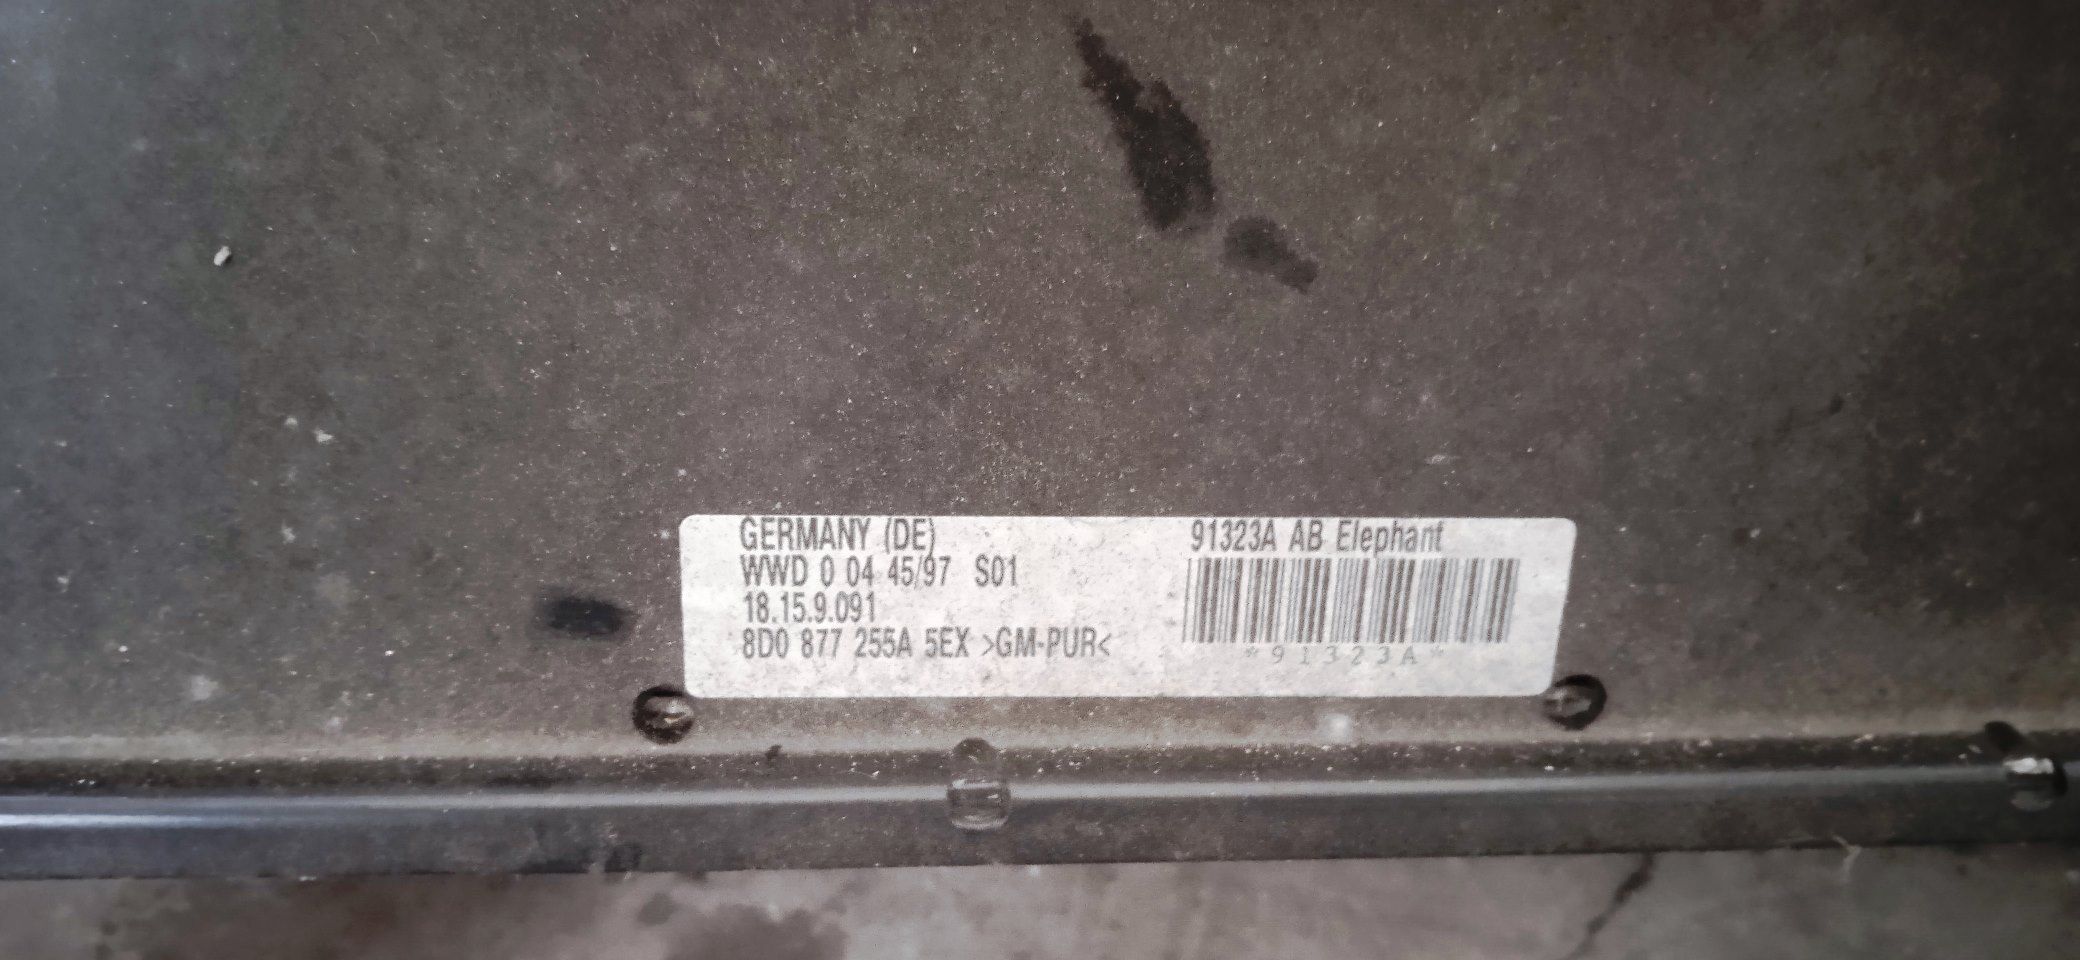 GERMANY (DE)
WWD 0 04 45/97 S01
18.15.9.091
8D0 877 255A 5EX >GM-PUR<
91323A AB Elephant
*91323A*